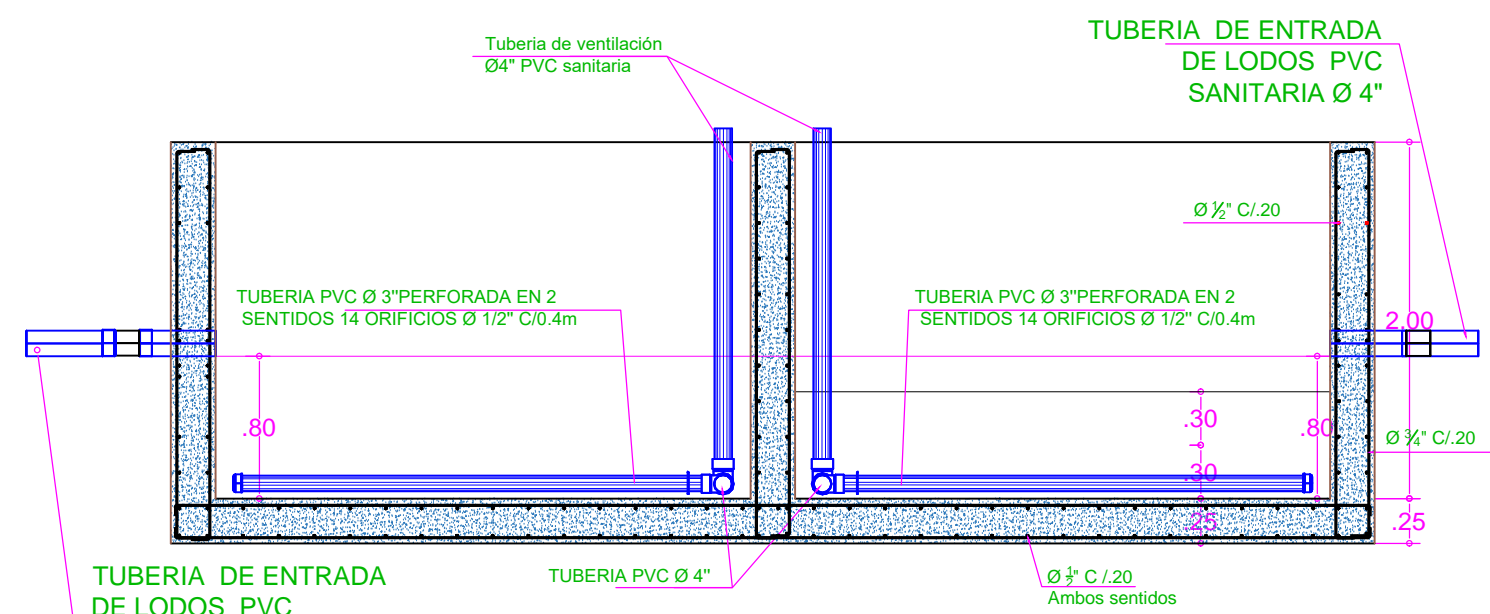 Tuberia de ventilación
Ø4" PVC sanitaria
TUBERIA DE ENTRADA
DE LODOS PVC
SANITARIA Ø 4"
Ø ½" C/.20
TUBERIA PVC Ø 3"PERFORADA EN 2
SENTIDOS 14 ORIFICIOS Ø 1/2" C/0.4m
TUBERIA PVC Ø 3"PERFORADA EN 2
SENTIDOS 14 ORIFICIOS Ø 1/2" C/0.4m
2.00
.80
.30
.80
Ø ¾" C/.20
.30
.25
.25
TUBERIA DE ENTRADA
DE LODOS PVC
TUBERIA PVC Ø 4"
Ø ½" C /.20
Ambos sentidos